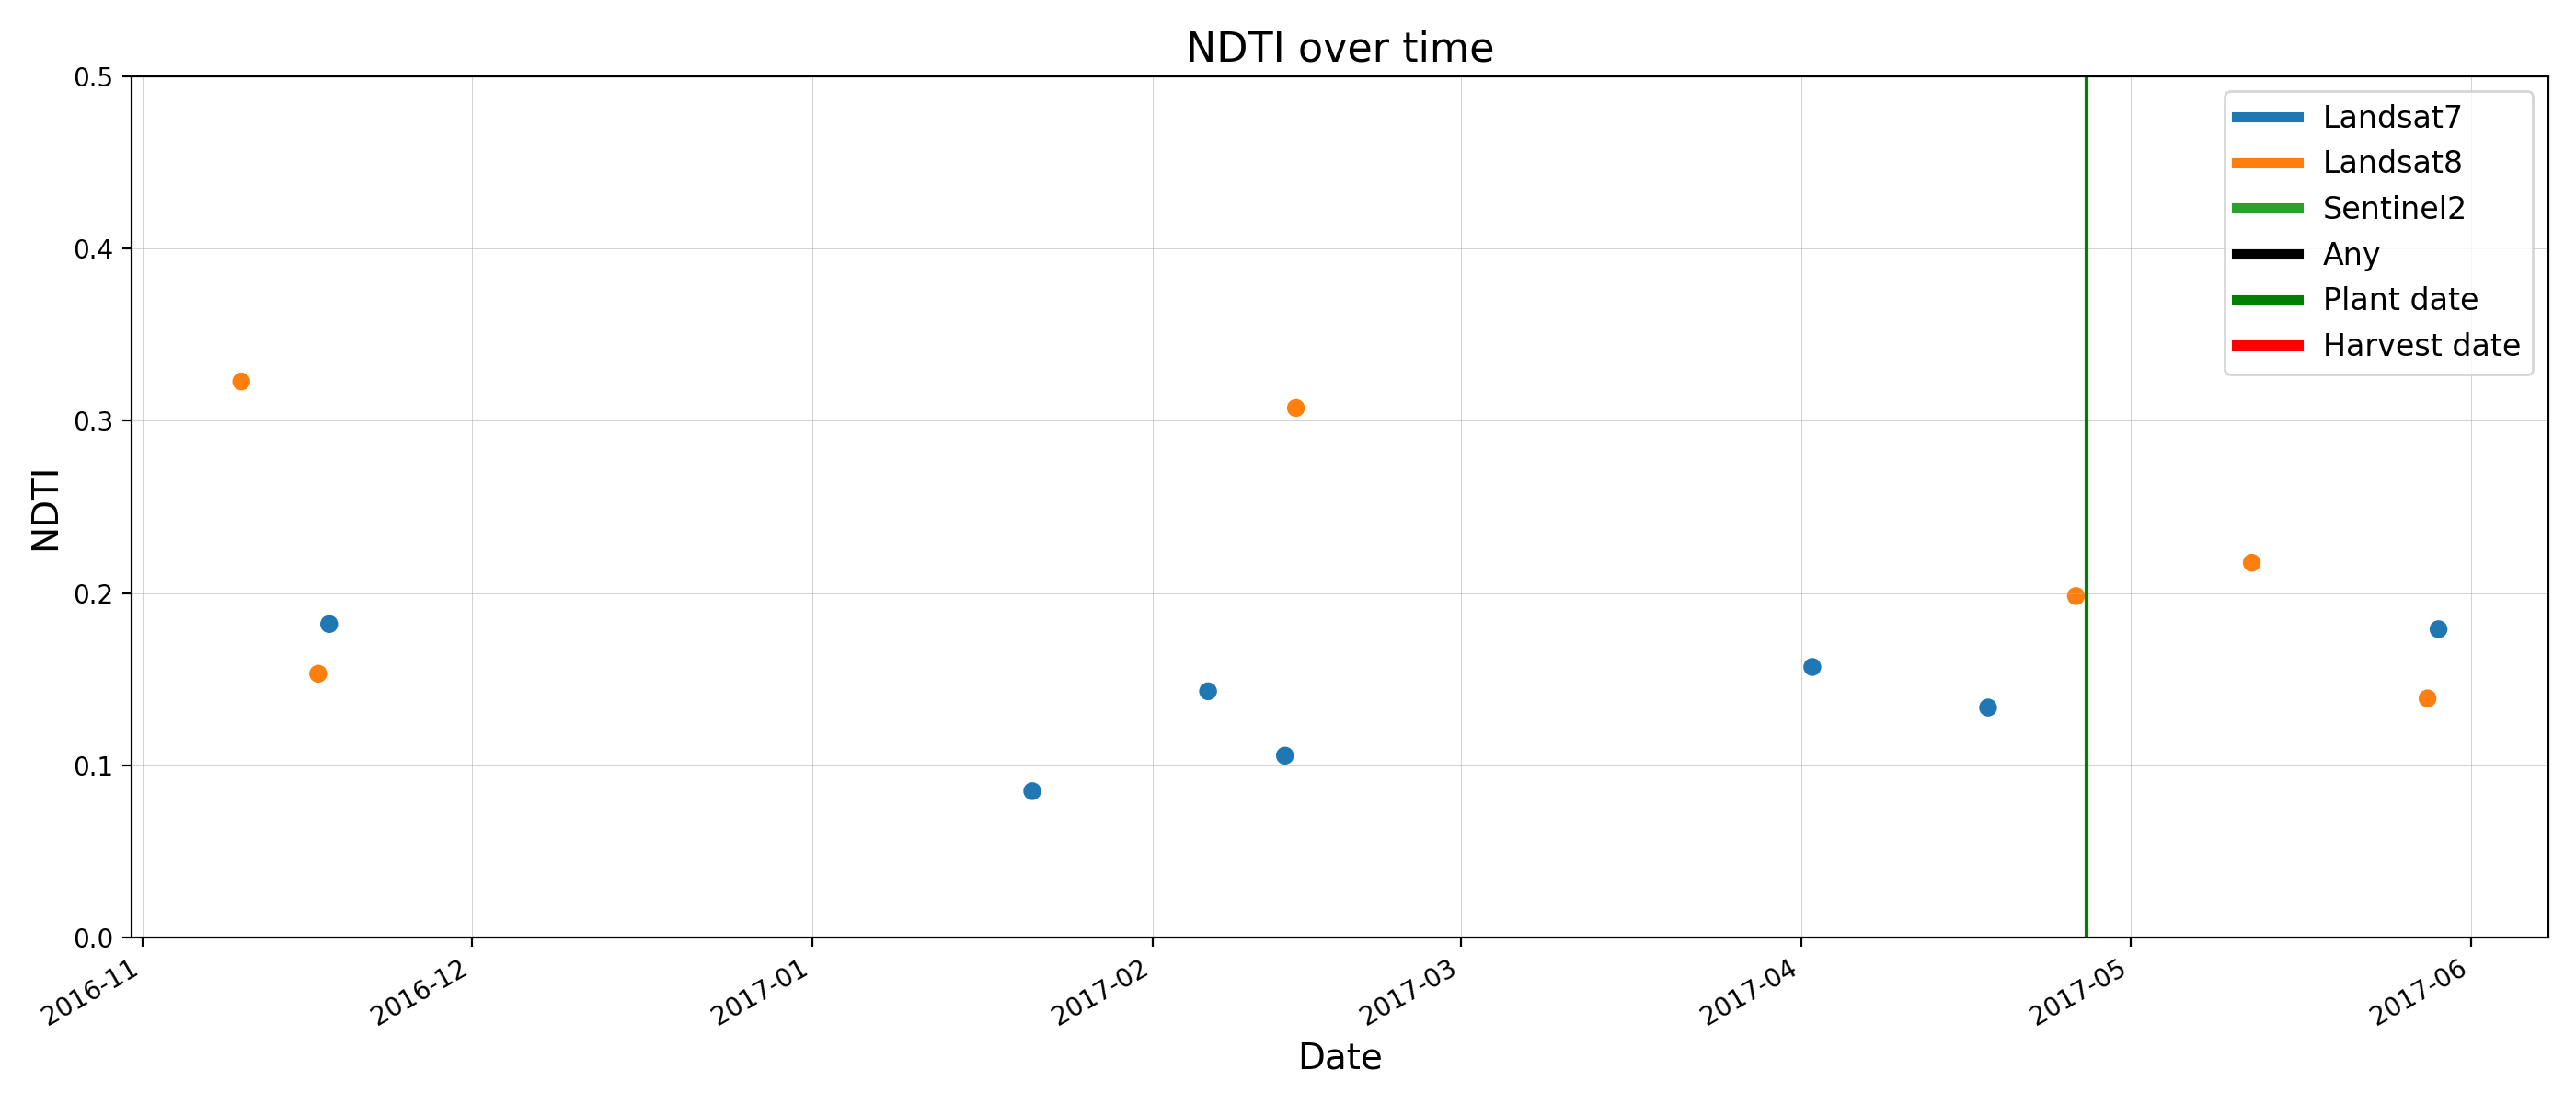 NDTI over time
0.5
0.4
0.3
0.2
0.1
0.0
NDTI
Landsat7
Landsat8
Sentinel2
Any
Plant date
Harvest date
2016-11
2016-12
2017-01
2017-02
2017-03
2017-04
2017-05
2017-06
Date